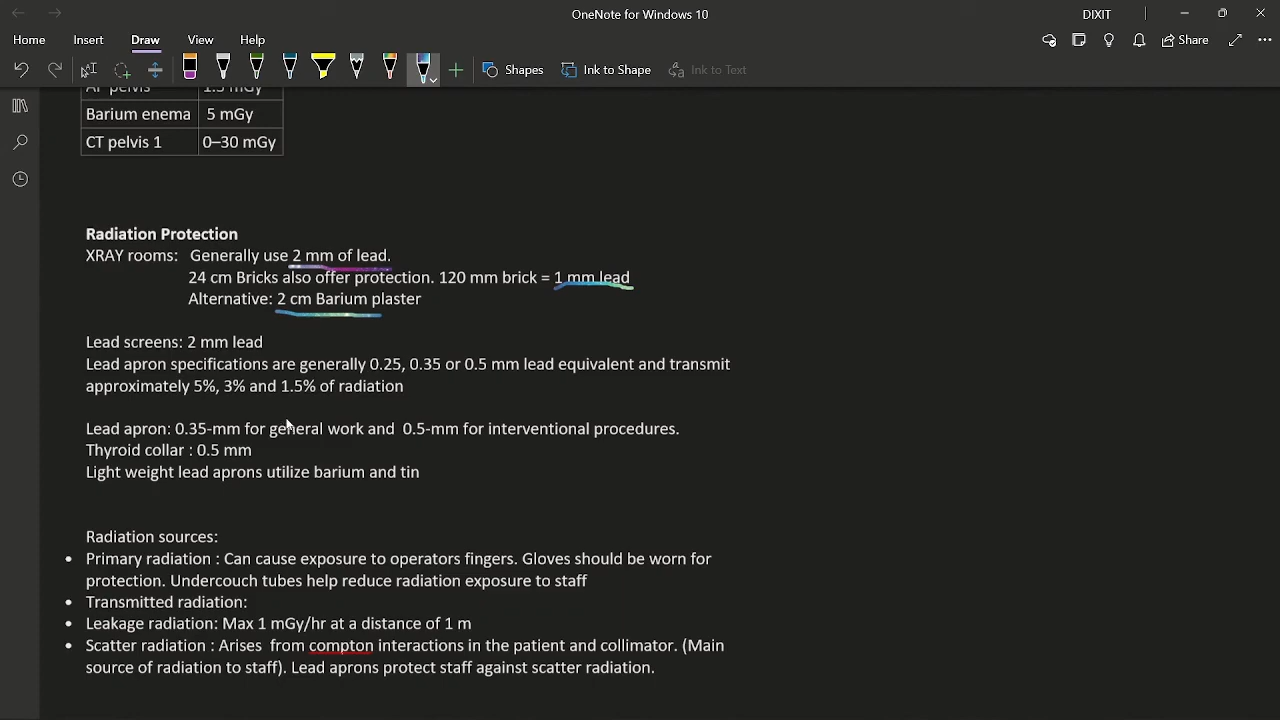 OneNote for Windows 10
DIXIT
Home Insert Draw View Help
Share
Shapes Ink to Shape Ink to Text
AP pelvis 1.5 mGy
Barium enema 5 mGy
CT pelvis 1 0–30 mGy
Radiation Protection
XRAY rooms: Generally use 2 mm of lead.
24 cm Bricks also offer protection. 120 mm brick = 1 mm lead
Alternative: 2 cm Barium plaster
Lead screens: 2 mm lead
Lead apron specifications are generally 0.25, 0.35 or 0.5 mm lead equivalent and transmit
approximately 5%, 3% and 1.5% of radiation
Lead apron: 0.35-mm for general work and 0.5-mm for interventional procedures.
Thyroid collar : 0.5 mm
Light weight lead aprons utilize barium and tin
Radiation sources:
• Primary radiation : Can cause exposure to operators fingers. Gloves should be worn for
protection. Undercouch tubes help reduce radiation exposure to staff
• Transmitted radiation:
• Leakage radiation: Max 1 mGy/hr at a distance of 1 m
• Scatter radiation : Arises from compton interactions in the patient and collimator. (Main
source of radiation to staff). Lead aprons protect staff against scatter radiation.